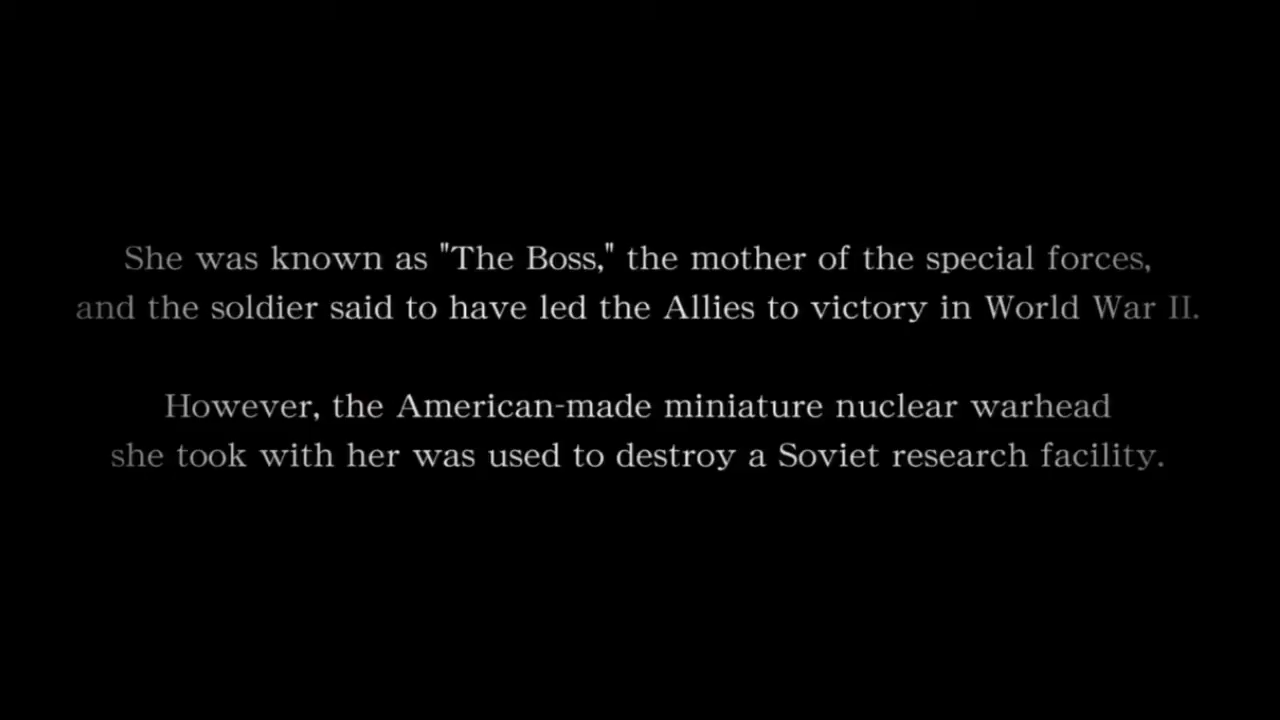 She was known as "The Boss," the mother of the special forces,
and the soldier said to have led the Allies to victory in World War II.
However, the American-made miniature nuclear warhead
she took with her was used to destroy a Soviet research facility.